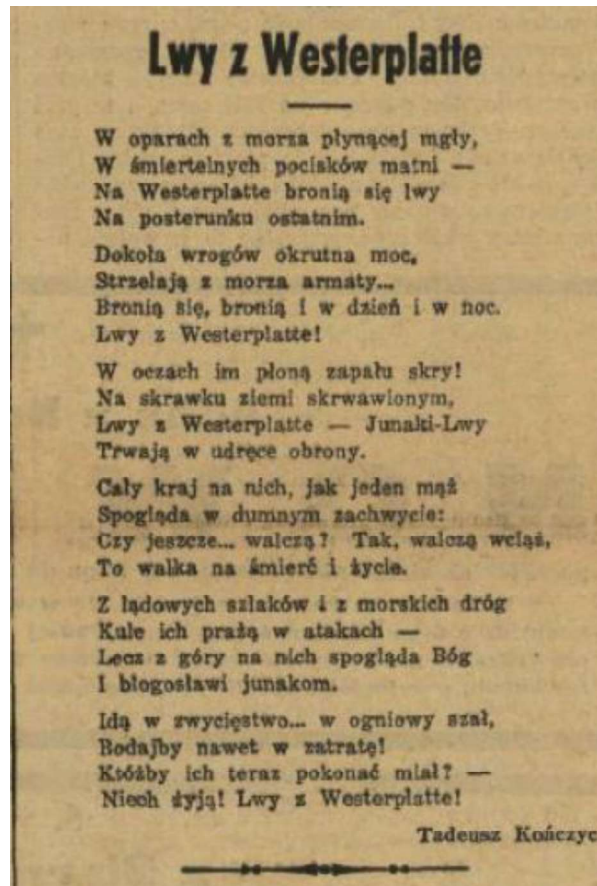 Lwy z Westerplatte
W oparach z morza płynącej mgły,
W śmiertelnych pocisków matni —
Na Westerplatte bronią się lwy
Na posterunku ostatnim.
Dokoła wrogów okrutna moc,
Strzelają z morza armaty...
Bronią się, bronią i w dzień i w noc.
Lwy z Westerplatte!
W oczach im płoną zapału skry!
Na skrawku ziemi skrwawionym,
Lwy z Westerplatte — Junaki-Lwy
Trwają w udręce obrony.
Cały kraj na nich, jak jeden mąż
Spogląda w dumnym zachwycie:
Czy jeszcze... walczą? Tak, walczą wciąż,
To walka na śmierć i życie.
Z lądowych szlaków i z morskich dróg
Kule ich prażą w atakach —
Lecz z góry na nich spogląda Bóg
I błogosławi junakom.
Idą w zwycięstwo... w ogniowy szał,
Bodajby nawet w zatratę!
Któżby ich teraz pokonać miał? —
Niech żyją! Lwy z Westerplatte!
Tadeusz Kończyc